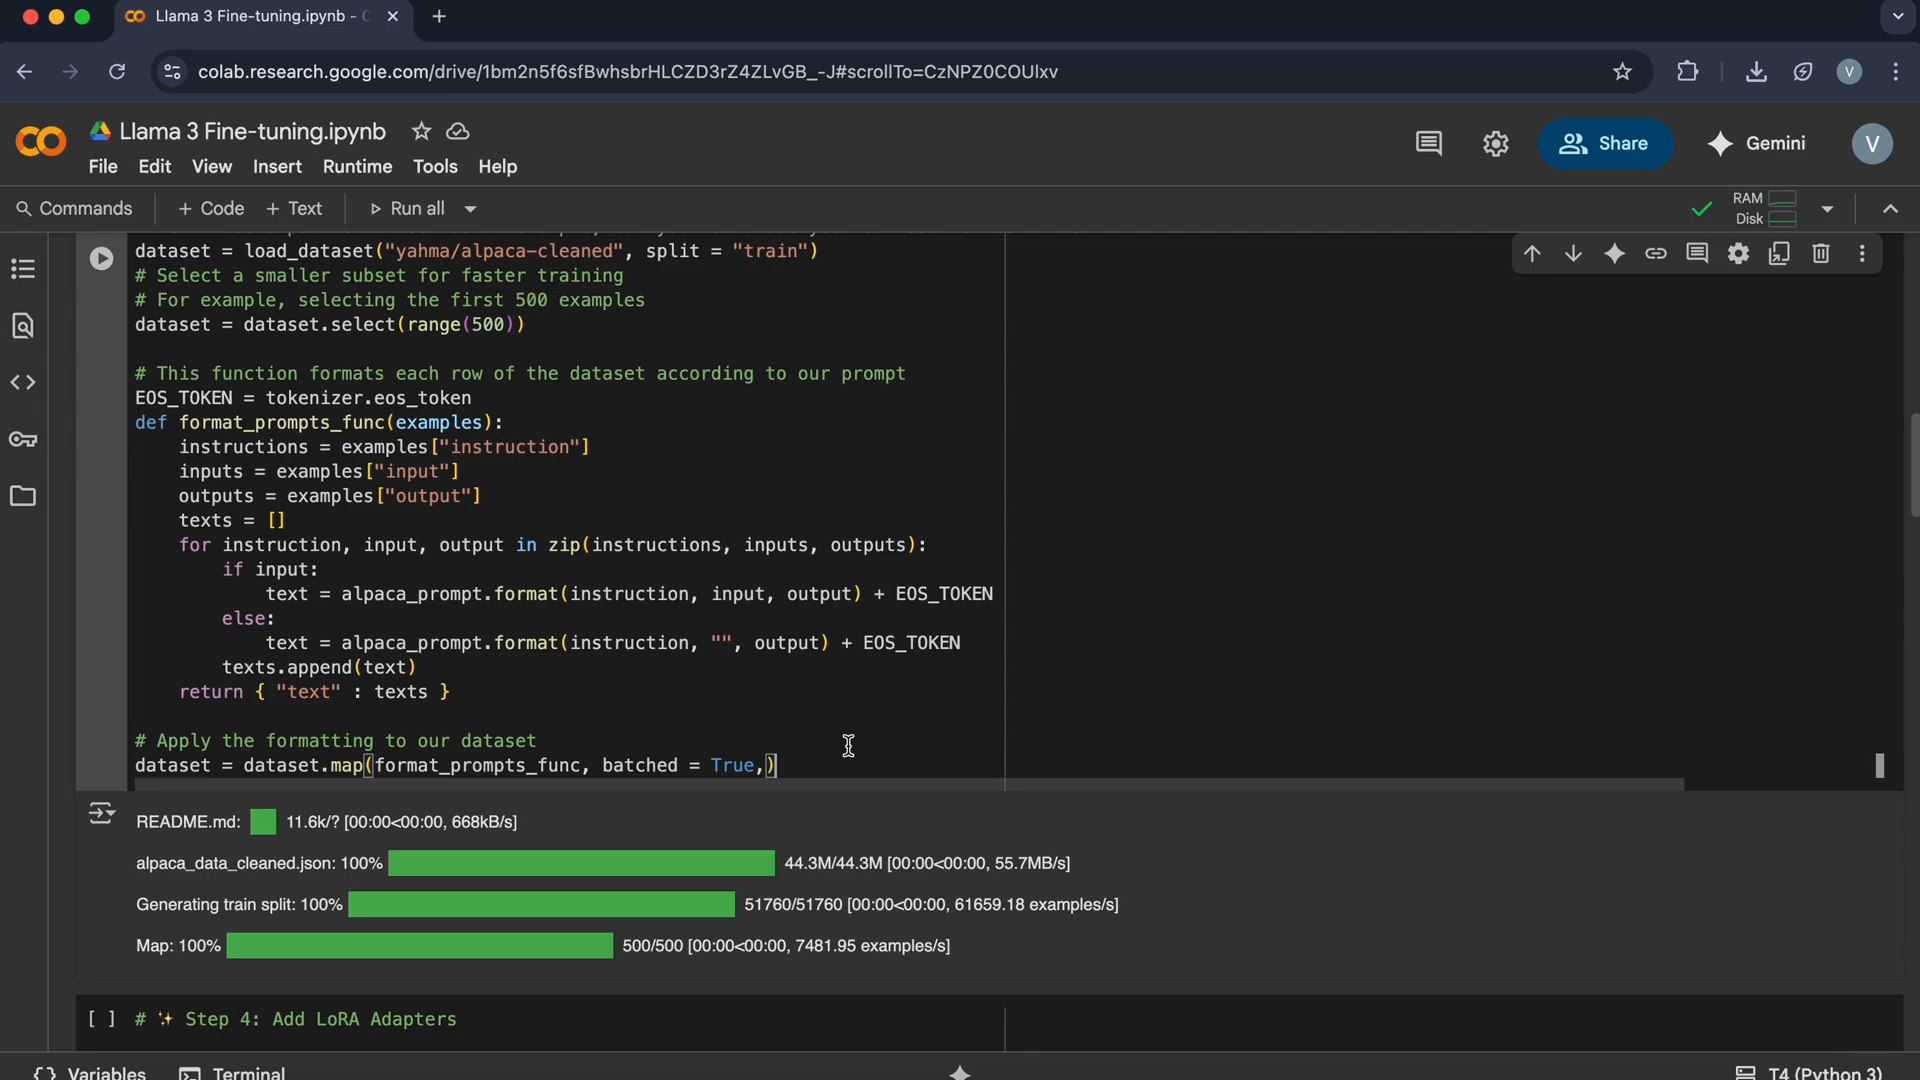 Llama 3 Fine-tuning.ipynb -
colab.research.google.com/drive/1bm2n5f6sfBwhsbrHLCZD3rZ4ZLvGB_-J#scrollTo=CzNPZ0COUlxv
V
Llama 3 Fine-tuning.ipynb
File Edit View Insert Runtime Tools Help
Share
Gemini
V
Commands + Code + Text Run all
RAM
Disk
dataset = load_dataset("yahma/alpaca-cleaned", split = "train")
# Select a smaller subset for faster training
# For example, selecting the first 500 examples
dataset = dataset.select(range(500))
# This function formats each row of the dataset according to our prompt
EOS_TOKEN = tokenizer.eos_token
def format_prompts_func(examples):
    instructions = examples["instruction"]
    inputs = examples["input"]
    outputs = examples["output"]
    texts = []
    for instruction, input, output in zip(instructions, inputs, outputs):
        if input:
            text = alpaca_prompt.format(instruction, input, output) + EOS_TOKEN
        else:
            text = alpaca_prompt.format(instruction, "", output) + EOS_TOKEN
        texts.append(text)
    return { "text" : texts }
# Apply the formatting to our dataset
dataset = dataset.map(format_prompts_func, batched = True,)
README.md: 11.6k/? [00:00<00:00, 668kB/s]
alpaca_data_cleaned.json: 100% 44.3M/44.3M [00:00<00:00, 55.7MB/s]
Generating train split: 100% 51760/51760 [00:00<00:00, 61659.18 examples/s]
Map: 100% 500/500 [00:00<00:00, 7481.95 examples/s]
[ ] # ✨ Step 4: Add LoRA Adapters
Variables Terminal
T4 (Python 3)